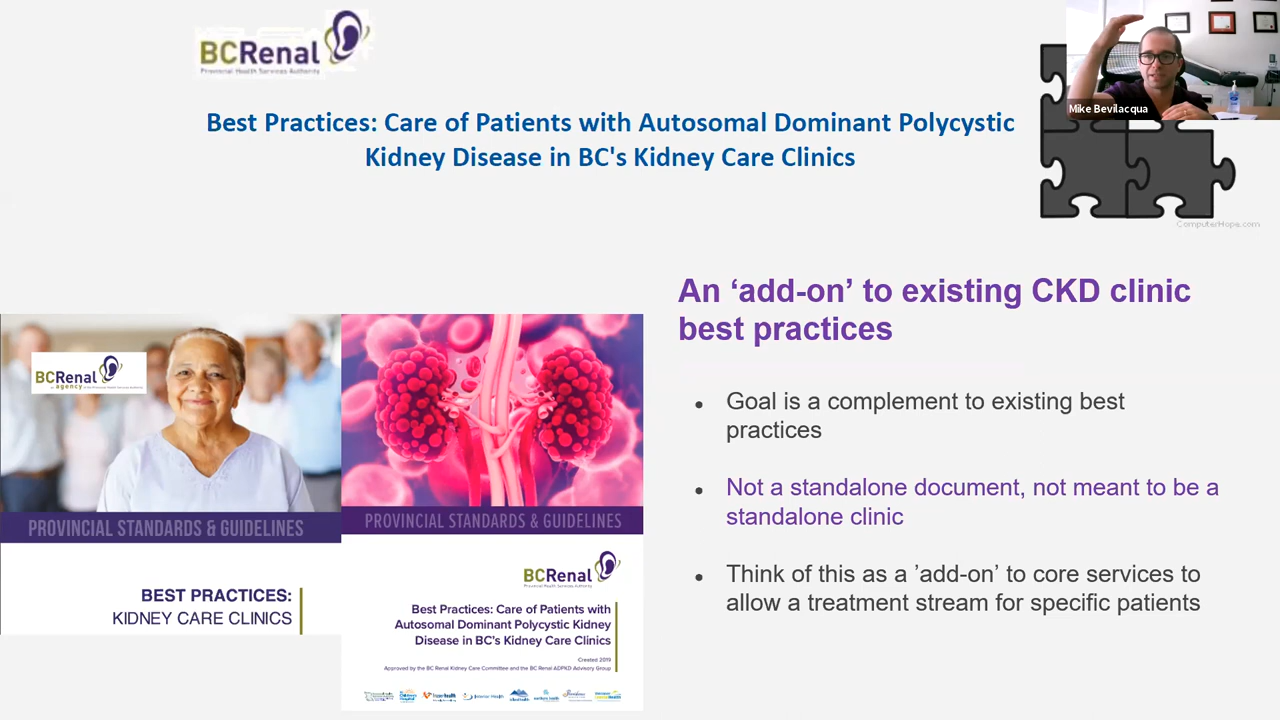 BCRenal
Provincial Health Services Authority
Mike Bevilacqua
Best Practices: Care of Patients with Autosomal Dominant Polycystic
Kidney Disease in BC's Kidney Care Clinics
ComputerHope.com
An ‘add-on’ to existing CKD clinic
best practices
Goal is a complement to existing best
practices
Not a standalone document, not meant to be a
standalone clinic
Think of this as a ’add-on’ to core services to
allow a treatment stream for specific patients
BCRenal
PROVINCIAL STANDARDS & GUIDELINES
BEST PRACTICES:
KIDNEY CARE CLINICS
PROVINCIAL STANDARDS & GUIDELINES
BCRenal
Provincial Health Services Authority
Best Practices: Care of Patients with
Autosomal Dominant Polycystic Kidney
Disease in BC’s Kidney Care Clinics
Created 2019
Approved by the BC Renal Kidney Care Committee and the BC Renal ADPKD Advisory Group